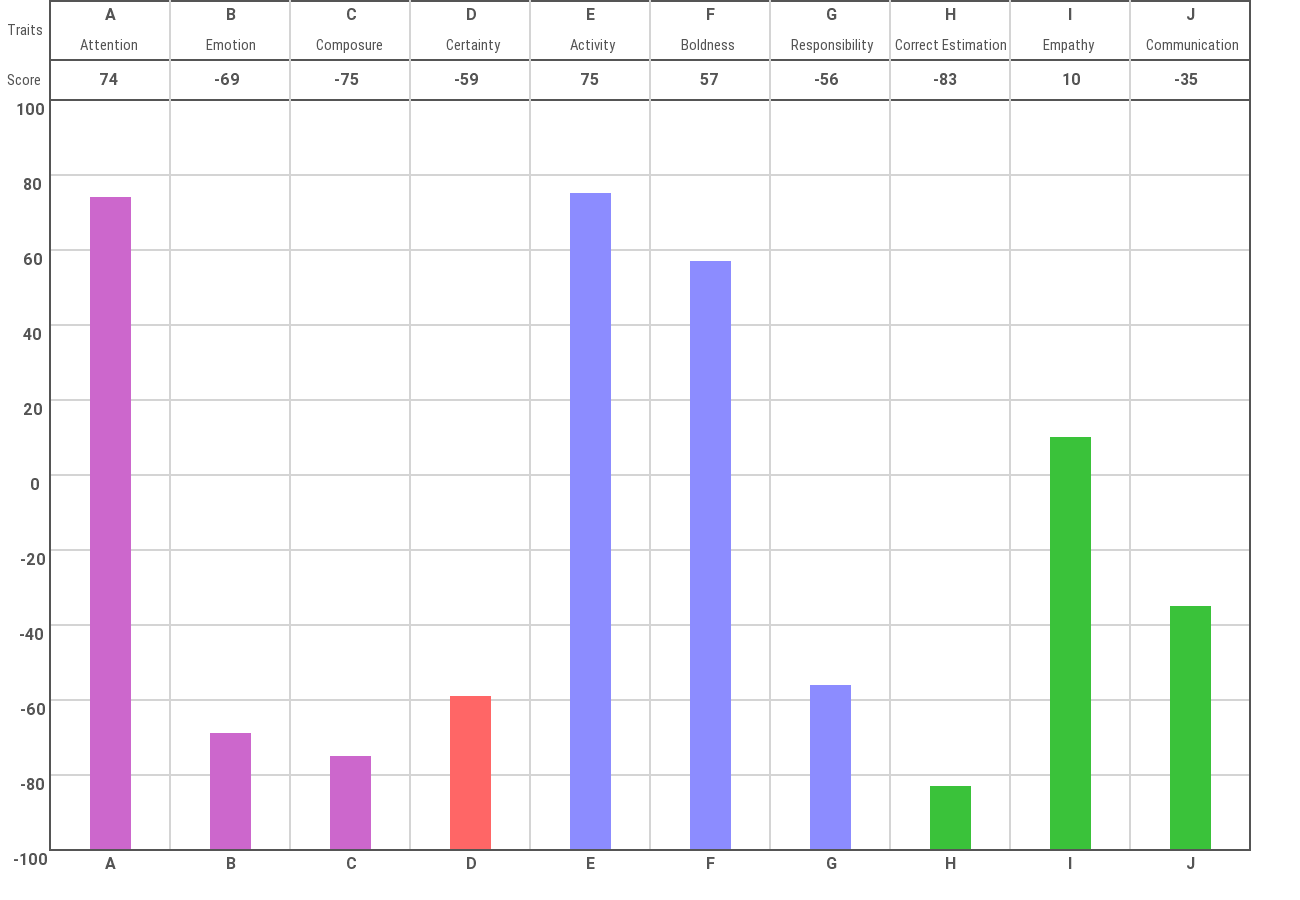 Traits
A B C D E F G H I J
Attention Emotion Composure Certainty Activity Boldness Responsibility Correct Estimation Empathy Communication
Score 74 -69 -75 -59 75 57 -56 -83 10 -35
100
80
60
40
20
0
-20
-40
-60
-80
-100
A B C D E F G H I J